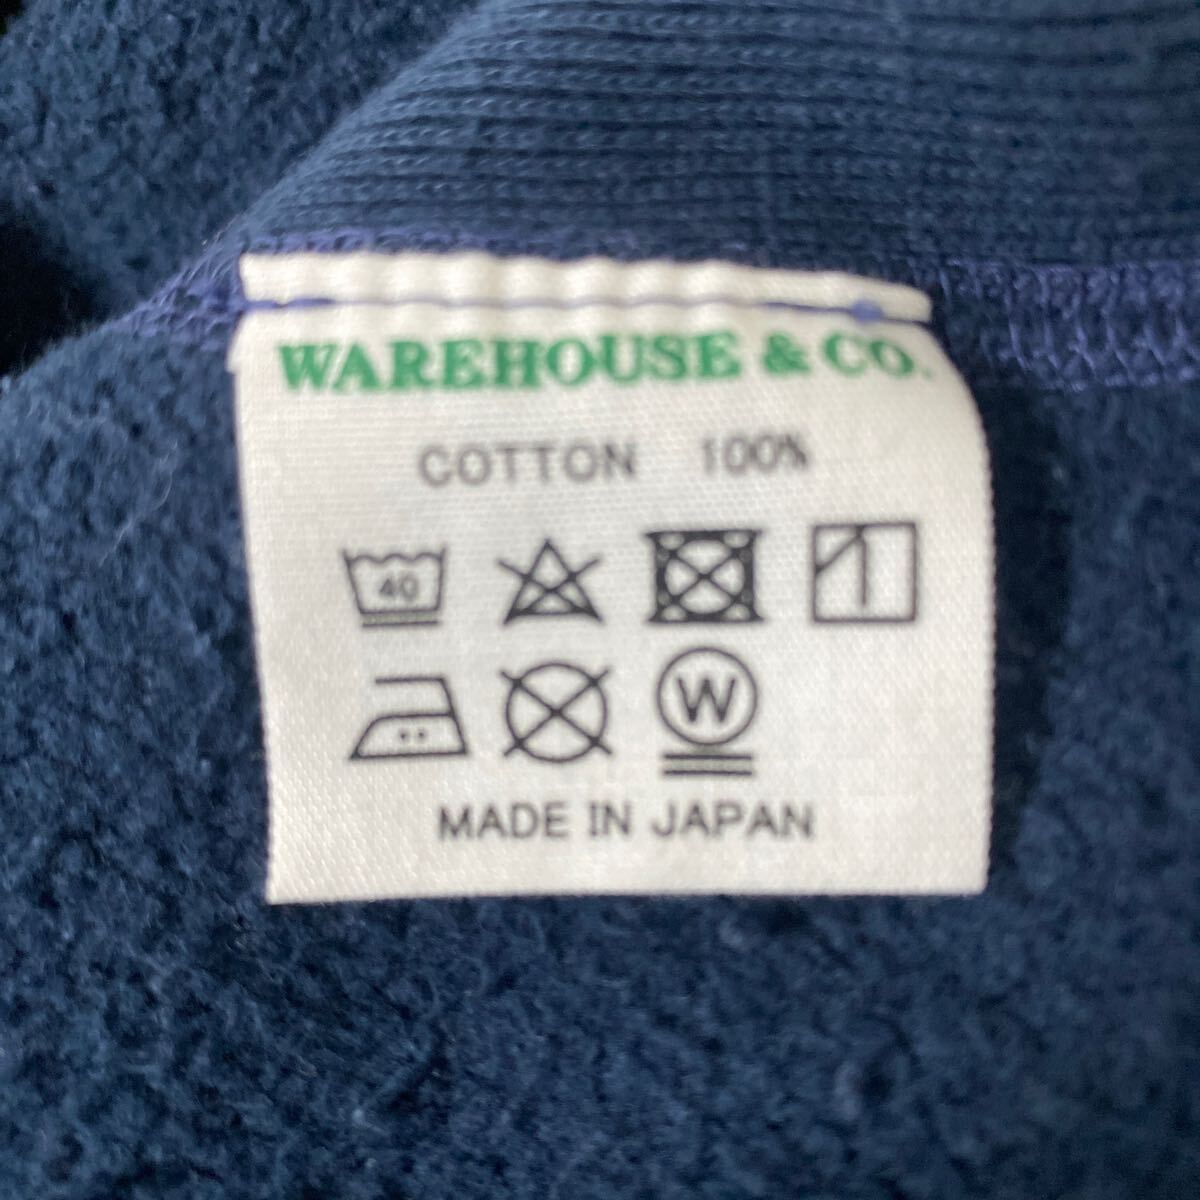 WAREHOUSE & CO.
COTTON 100%
40
W
MADE IN JAPAN